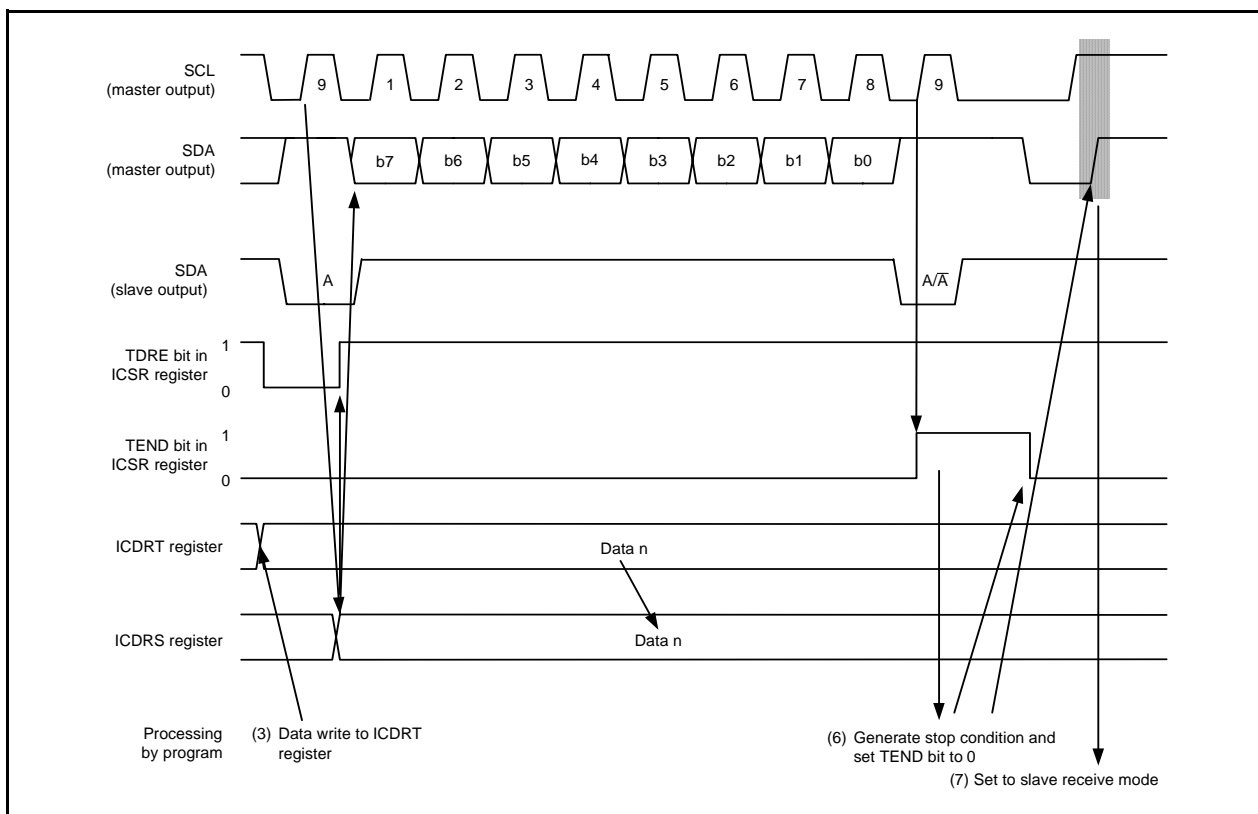 SCL
(master output)
9 1 2 3 4 5 6 7 8 9
SDA
(master output)
b7 b6 b5 b4 b3 b2 b1 b0
SDA
(slave output)
A A/A̅
TDRE bit in
ICSR register
1
0
TEND bit in
ICSR register
1
0
ICDRT register
Data n
ICDRS register
Data n
Processing
by program
(3) Data write to ICDRT
register
(6) Generate stop condition and
set TEND bit to 0
(7) Set to slave receive mode